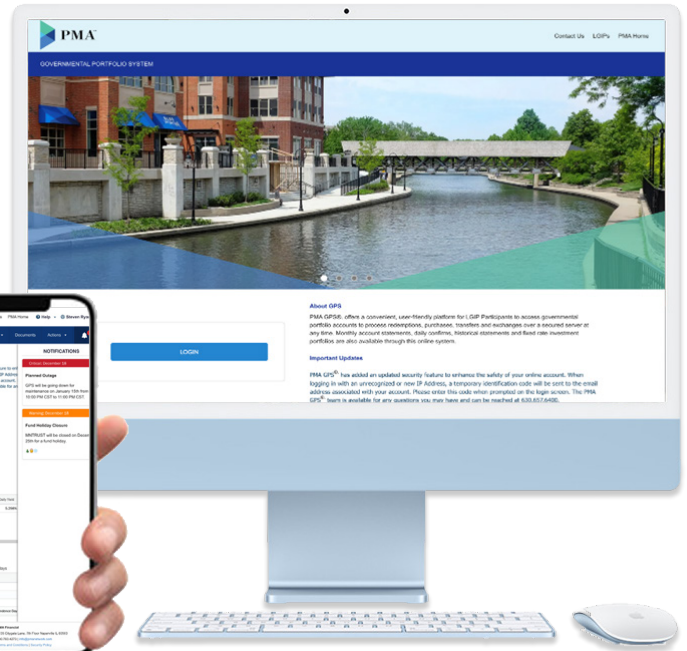 PMA
Contact Us LGIPs PMA Home
GOVERNMENTAL PORTFOLIO SYSTEM
About GPS
PMA GPS®, offers a convenient, user-friendly platform for LGIP Participants to access governmental
portfolio accounts to process redemptions, purchases, transfers and exchanges over a secured server at
any time. Monthly account statements, daily confirms, historical statements and fixed rate investment
portfolios are also available through this online system.
LOGIN
Important Updates
PMA GPS® has added an updated security feature to enhance the safety of your online account. When
logging in with an unrecognized or new IP Address, a temporary identification code will be sent to the email
address associated with your account. Please enter this code when prompted on the login screen. The PMA
GPS® team is available for any questions you may have and can be reached at 630.657.6400.
PMA Home Help Steven
Documents Actions
NOTIFICATIONS
Critical: December 18
Planned Outage
GPS will be going down for
maintenance on January 15th from
10:00 PM CST to 11:00 PM CST.
Warning: December 18
Fund Holiday Closure
MNTRUST will be closed on Decem
25th for a fund holiday.